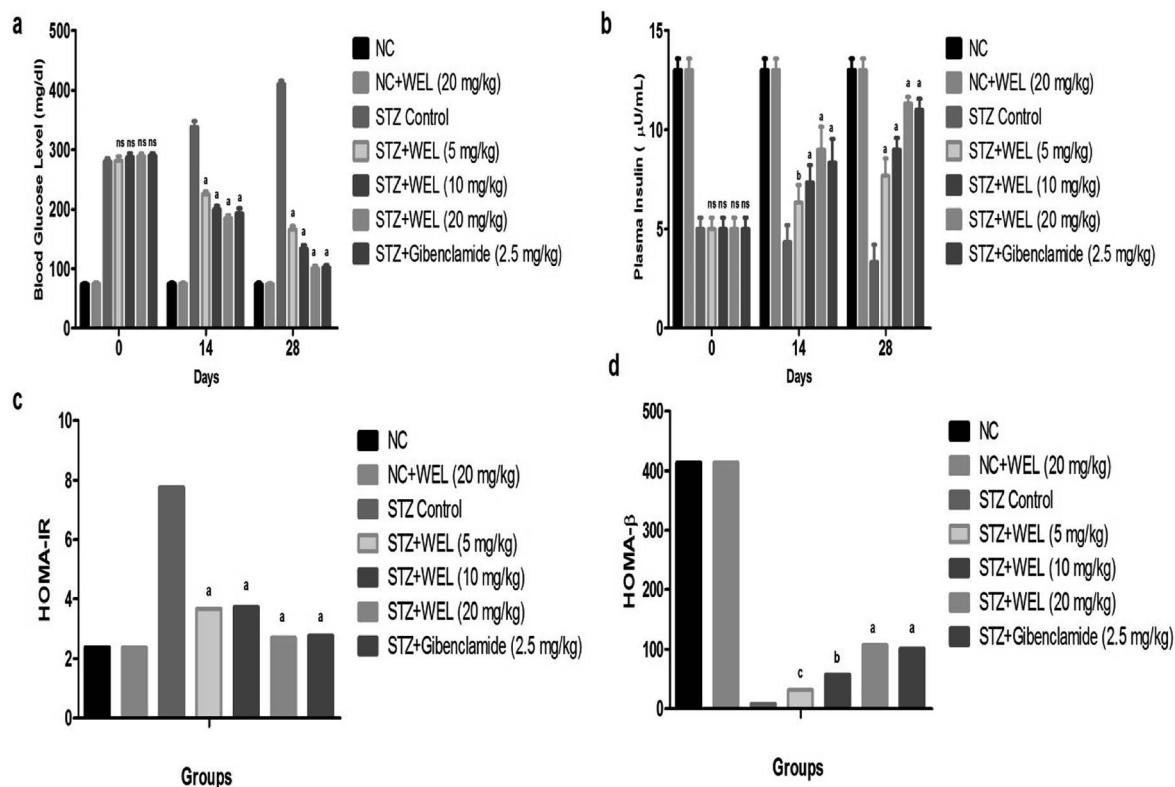 a
Blood Glucose Level (mg/dl)
500
400
300
200
100
0
ns ns ns ns
a
a
a
a
a
a
a a
0
14
28
Days
NC
NC+WEL (20 mg/kg)
STZ Control
STZ+WEL (5 mg/kg)
STZ+WEL (10 mg/kg)
STZ+WEL (20 mg/kg)
STZ+Gibenclamide (2.5 mg/kg)
b
Plasma Insulin ( μU/mL)
15
10
5
0
ns ns ns ns
b
a
a
a
a
a
a a
0
14
28
Days
NC
NC+WEL (20 mg/kg)
STZ Control
STZ+WEL (5 mg/kg)
STZ+WEL (10 mg/kg)
STZ+WEL (20 mg/kg)
STZ+Gibenclamide (2.5 mg/kg)
c
HOMA-IR
10
8
6
4
2
0
a a
a a
Groups
NC
NC+WEL (20 mg/kg)
STZ Control
STZ+WEL (5 mg/kg)
STZ+WEL (10 mg/kg)
STZ+WEL (20 mg/kg)
STZ+Gibenclamide (2.5 mg/kg)
d
HOMA-β
500
400
300
200
100
0
c
b
a a
Groups
NC
NC+WEL (20 mg/kg)
STZ Control
STZ+WEL (5 mg/kg)
STZ+WEL (10 mg/kg)
STZ+WEL (20 mg/kg)
STZ+Gibenclamide (2.5 mg/kg)